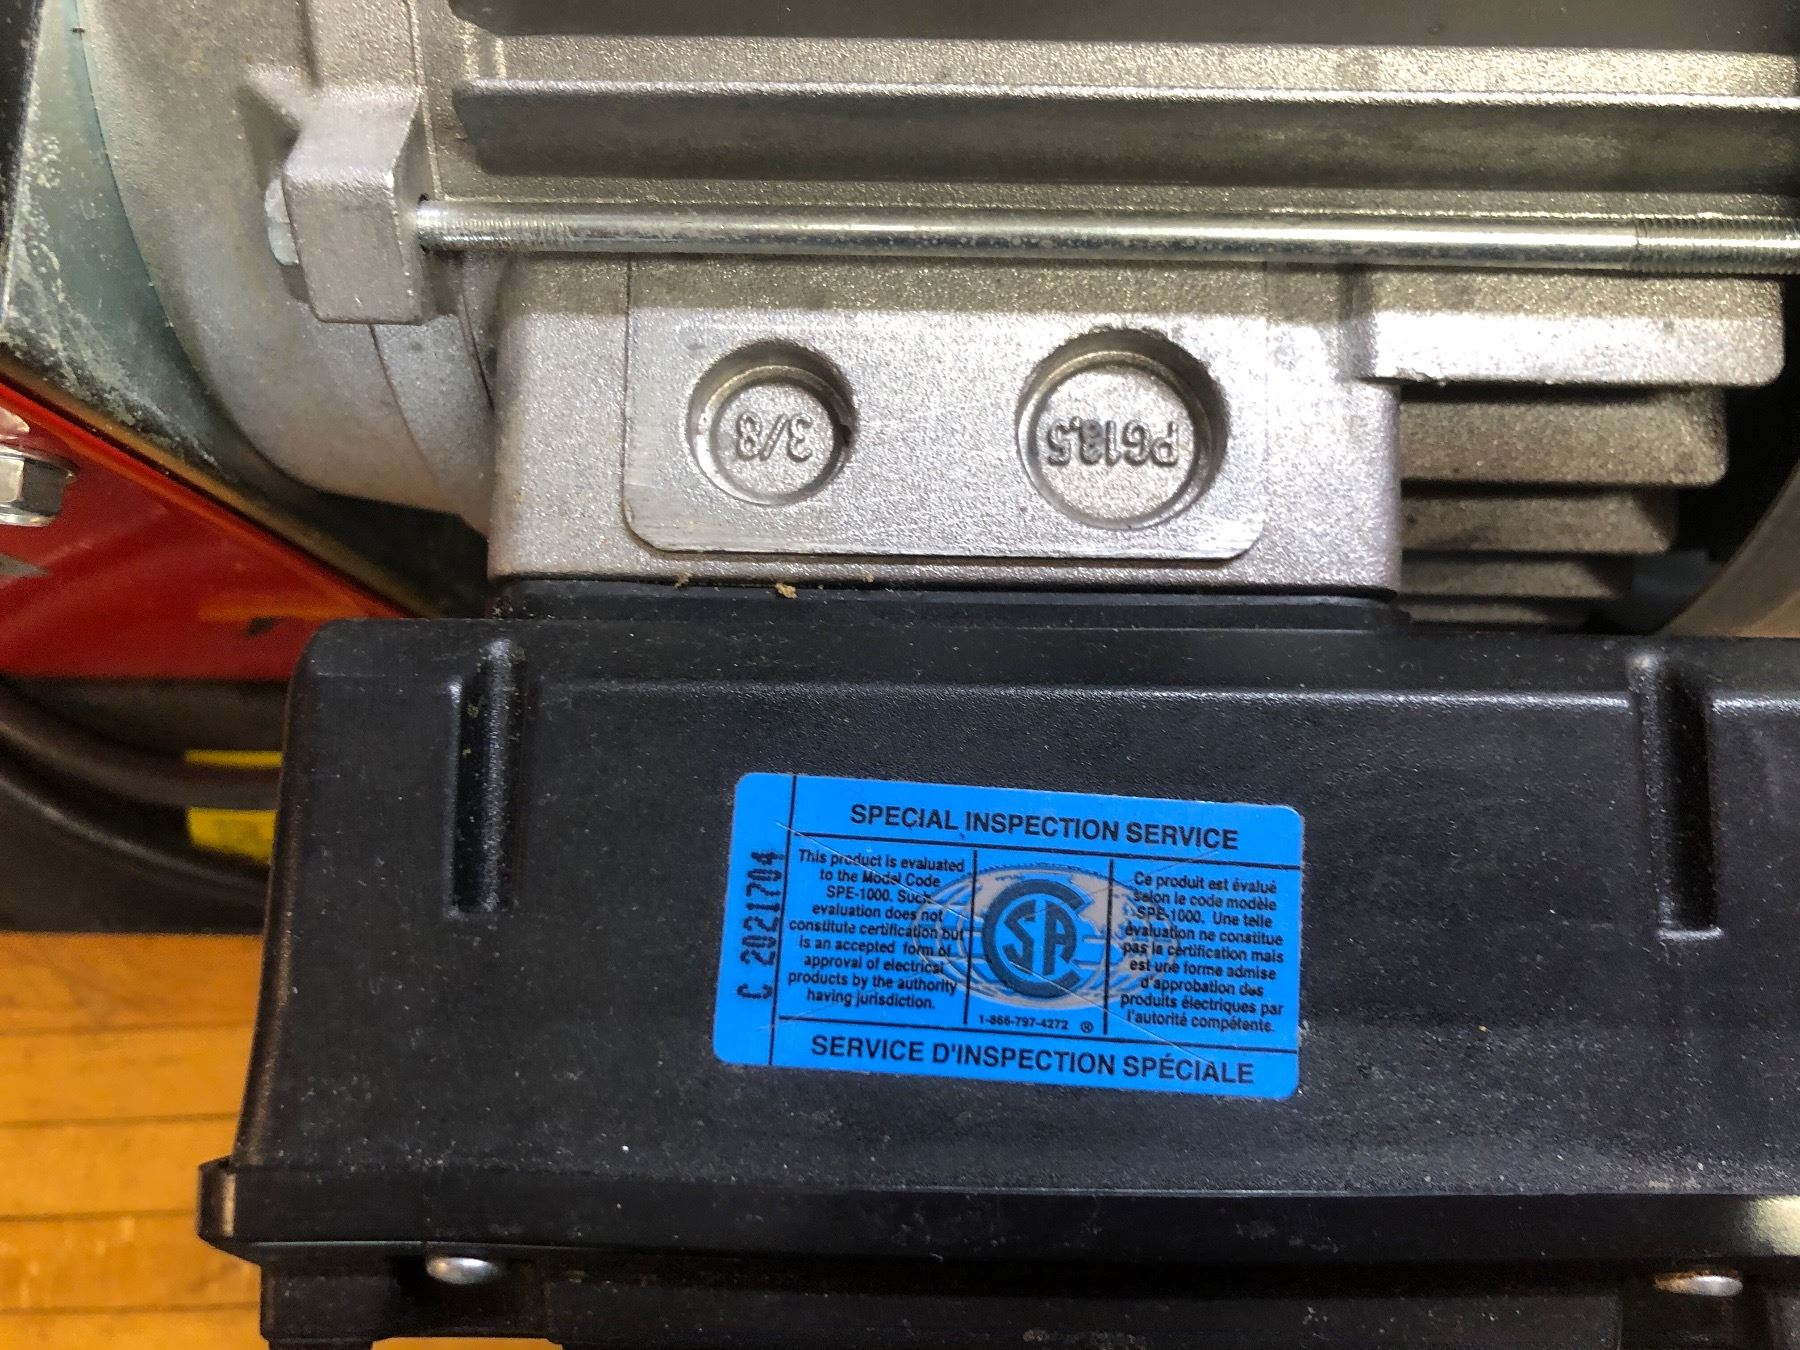 3/8
PG13,5
SPECIAL INSPECTION SERVICE
C 2021704
This product is evaluated
to the Model Code
SPE-1000. Such
evaluation does not
constitute certification but
is an accepted form of
approval of electrical
products by the authority
having jurisdiction.
CSA
1-866-797-4272 ®
Ce produit est évalué
selon le code modèle
SPE-1000. Une telle
évaluation ne constitue
pas la certification mais
est une forme admise
d'approbation des
produits électriques par
l'autorité compétente.
SERVICE D'INSPECTION SPÉCIALE